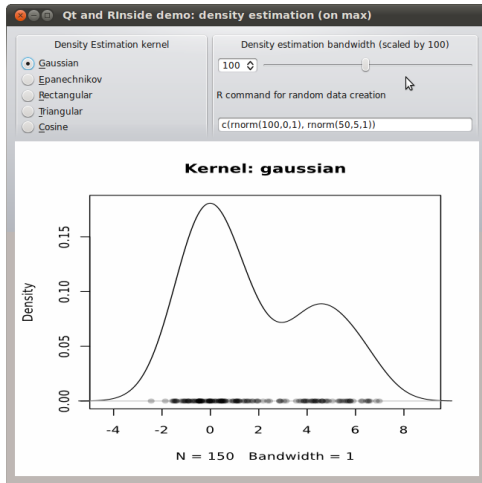 Qt and RInside demo: density estimation (on max)
Density Estimation kernel
Gaussian
Epanechnikov
Rectangular
Triangular
Cosine
Density estimation bandwidth (scaled by 100)
100
R command for random data creation
c(rnorm(100,0,1), rnorm(50,5,1))
Kernel: gaussian
Density
0.15
0.10
0.05
0.00
-4 -2 0 2 4 6 8
N = 150 Bandwidth = 1